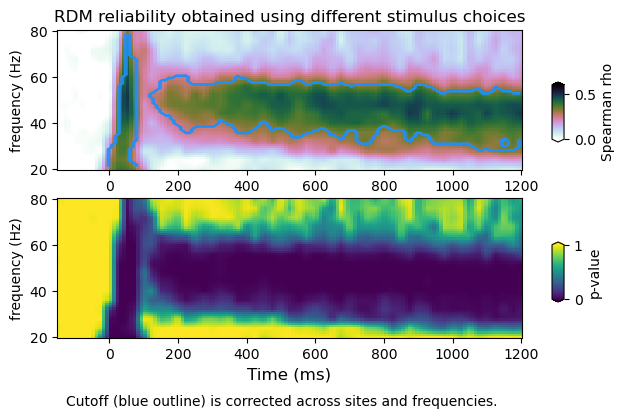 RDM reliability obtained using different stimulus choices
80
60
40
20
frequency (Hz)
0 200 400 600 800 1000 1200
0.5
0.0
Spearman rho
80
60
40
20
frequency (Hz)
0 200 400 600 800 1000 1200
Time (ms)
1
0
p-value
Cutoff (blue outline) is corrected across sites and frequencies.